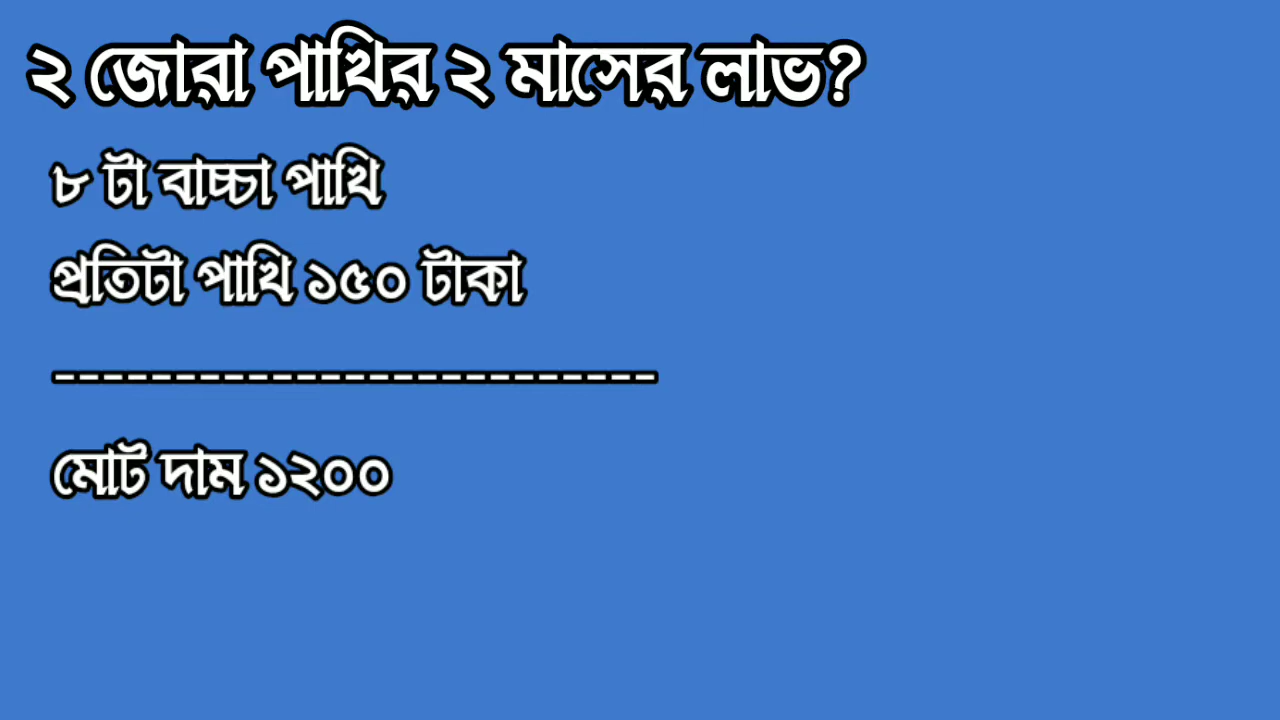 ২ জোরা পাখির ২ মাসের লাভ?
৮ টা বাচ্চা পাখি
প্রতিটা পাখি ১৫০ টাকা
-------------------------
মোট দাম ১২০০